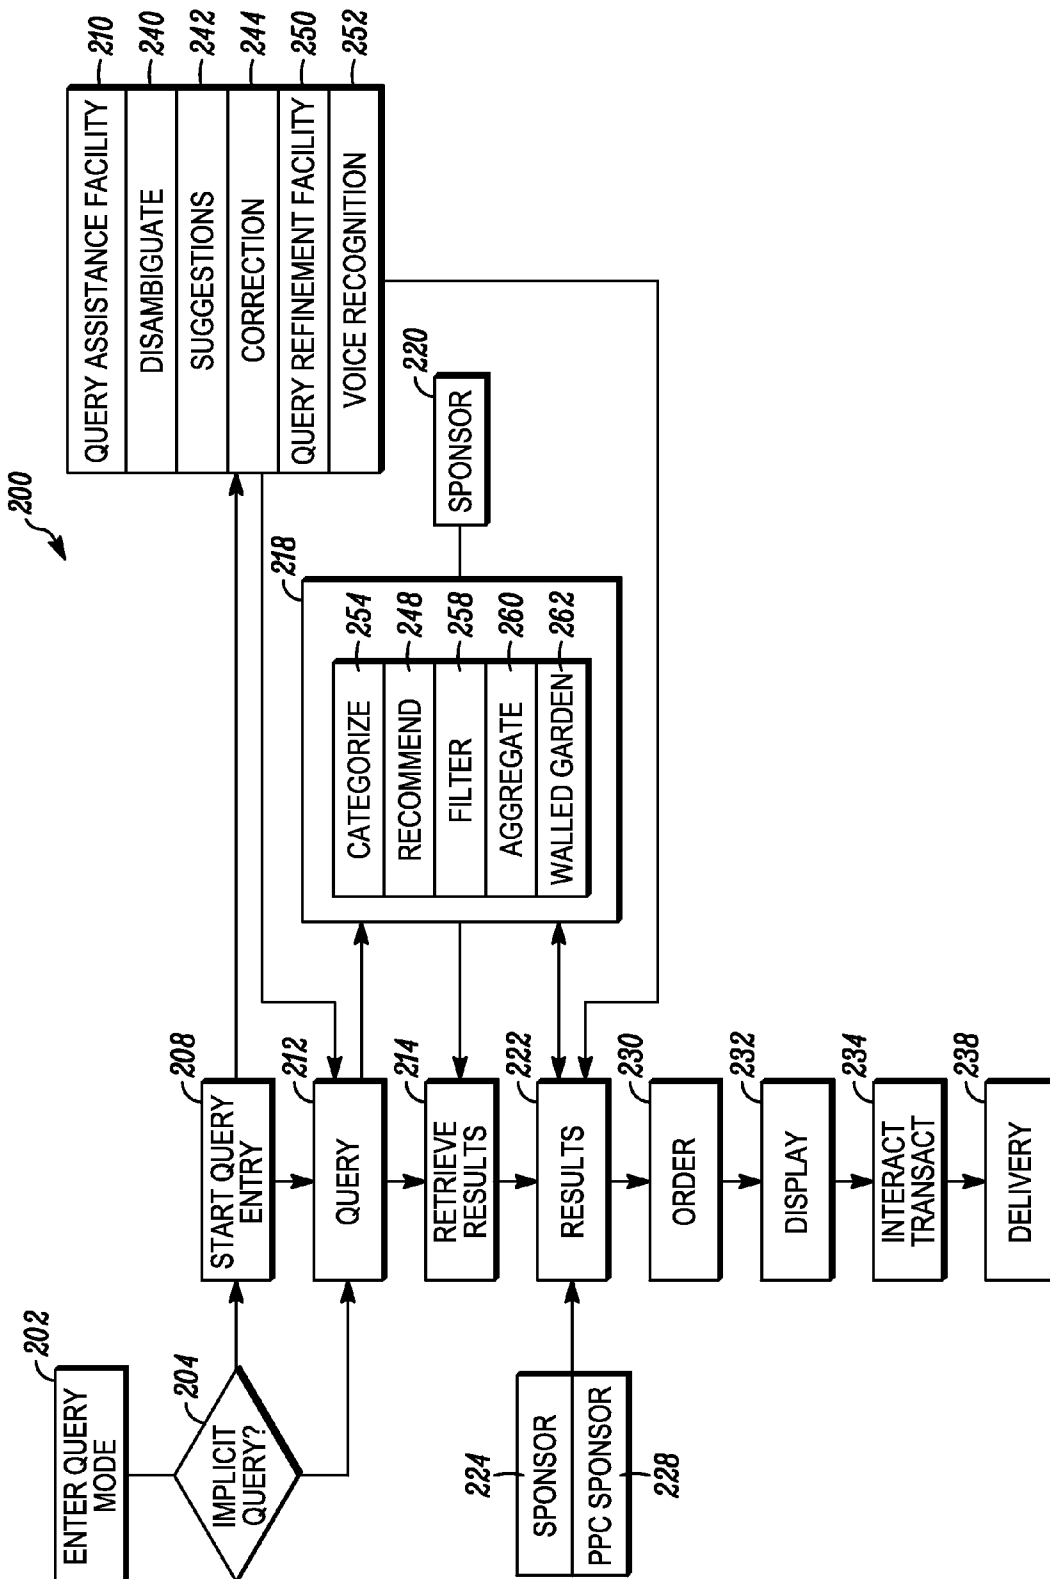 200
202
ENTER QUERY
MODE
204
IMPLICIT
QUERY?
208
START QUERY
ENTRY
210
QUERY ASSISTANCE FACILITY
240
DISAMBIGUATE
242
SUGGESTIONS
244
CORRECTION
250
QUERY REFINEMENT FACILITY
252
VOICE RECOGNITION
212
QUERY
214
RETRIEVE
RESULTS
218
CATEGORIZE
254
RECOMMEND
248
FILTER
258
AGGREGATE
260
WALLED GARDEN
262
220
SPONSOR
222
RESULTS
224
SPONSOR
PPC SPONSOR
228
230
ORDER
232
DISPLAY
234
INTERACT
TRANSACT
238
DELIVERY